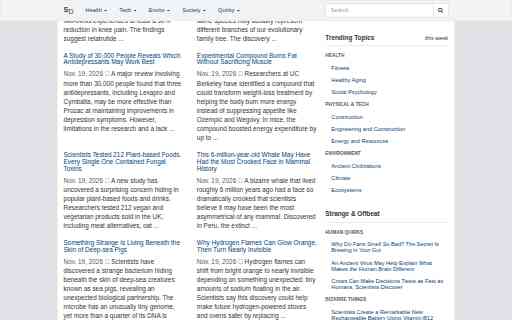 SD
Health
Tech
Enviro
Society
Quirky
Search
reduction in knee pain. The findings
suggest relatrutide ...
A Study of 30,000 People Reveals Which
Antidepressants May Work Best
Nov. 19, 2026 — A major review involving
more than 30,000 people found that three
antidepressants, including Lexapro and
Cymbalta, may be more effective than
Prozac at maintaining improvements in
depression symptoms. However,
limitations in the research and a lack ...
Scientists Tested 212 Plant-based Foods.
Every Single One Contained Fungal
Toxins
Nov. 19, 2026 — A new study has
uncovered a surprising hidden finding in
popular plant-based foods and drinks.
Researchers tested 212 vegan and
vegetarian products sold in the UK,
including meat alternatives, oat ...
Something Strange Is Living Beneath the
Skin of Deep-sea Pigs
Nov. 19, 2026 — Scientists have
discovered a strange bacterium hiding
beneath the skin of deep-sea creatures
known as sea pigs, revealing an
unexpected biological partnership. The
microbe has an unusually tiny genome,
yet more than a quarter of its DNA is
different branches of our evolutionary
family tree. The discovery ...
Experimental Compound Burns Fat
Without Sacrificing Muscle
Nov. 19, 2026 — Researchers at UC
Berkeley have identified a compound that
could transform weight-loss treatment by
helping the body burn more energy
instead of suppressing appetite like
Ozempic and Wegovy. In mice, the
compound boosted energy expenditure by
up to ...
This 6-million-year-old Whale May Have
Had the Most Crooked Face in Mammal
History
Nov. 19, 2026 — A bizarre whale that lived
roughly 6 million years ago had a face so
dramatically crooked that scientists
believe it may have been the most
asymmetrical of any mammal. Discovered
in Peru, the extinct ...
Why Hydrogen Flames Can Glow Orange,
Then Turn Nearly Invisible
Nov. 19, 2026 — Hydrogen flames can
shift from bright orange to nearly invisible
depending on something unexpected: tiny
amounts of sodium floating in the air.
Scientists say this discovery could help
make future hydrogen-powered stoves
and ovens safer by replacing ...
Trending Topics
this week
HEALTH
Fitness
Healthy Aging
Social Psychology
PHYSICAL & TECH
Construction
Engineering and Construction
Energy and Resources
ENVIRONMENT
Ancient Civilizations
Climate
Ecosystems
Strange & Offbeat
HUMAN QUIRKS
Why Do Farts Smell So Bad? The Secret Is
Brewing in Your Gut
An Ancient Virus May Help Explain What
Makes the Human Brain Different
Crows Can Make Decisions Twice as Fast as
Humans, Scientists Discover
BIZARRE THINGS
Scientists Create a Remarkable New
Rechargeable Battery Using Vitamin B12